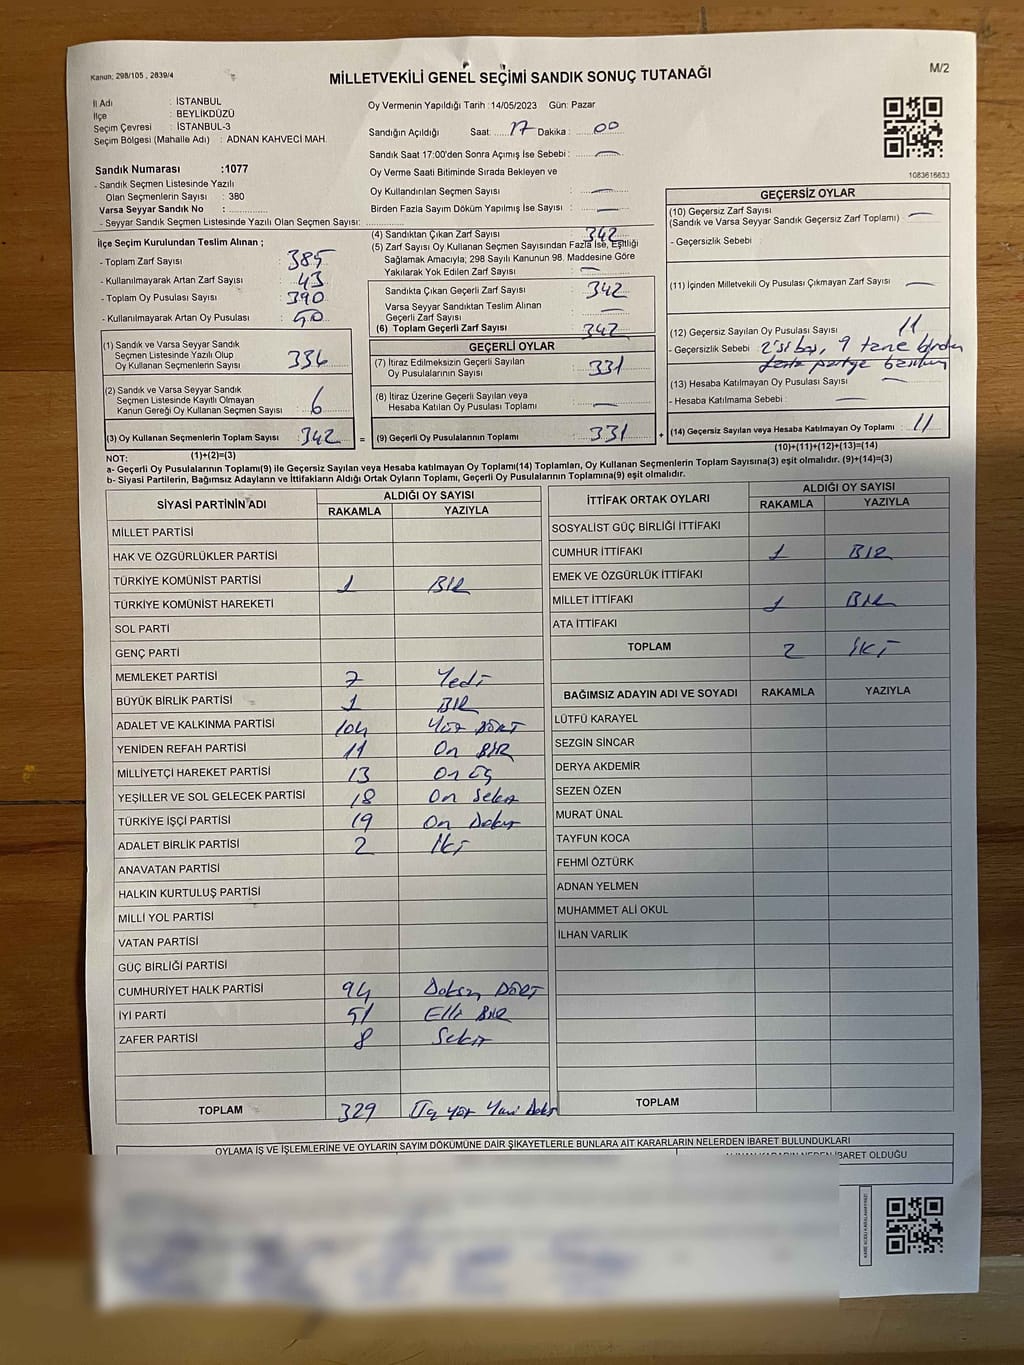 Kanun: 298/105 , 2839/4
MİLLETVEKİLİ GENEL SEÇİMİ SANDIK SONUÇ TUTANAĞI
M/2
İl Adı : İSTANBUL
İlçe : BEYLİKDÜZÜ
Seçim Çevresi : İSTANBUL-3
Seçim Bölgesi (Mahalle Adı) : ADNAN KAHVECİ MAH.
Sandık Numarası :1077
- Sandık Seçmen Listesinde Yazılı
Olan Seçmenlerin Sayısı : 380
Varsa Seyyar Sandık No :
- Seyyar Sandık Seçmen Listesinde Yazılı Olan Seçmen Sayısı:
Oy Vermenin Yapıldığı Tarih :14/05/2023 Gün: Pazar
Sandığın Açıldığı Saat: 17 Dakika : 00
Sandık Saat 17:00'den Sonra Açımış İse Sebebi : —
Oy Verme Saati Bitiminde Sırada Bekleyen ve
Oy Kullandırılan Seçmen Sayısı : —
Birden Fazla Sayım Döküm Yapılmış İse Sayısı : —
1083616633
İlçe Seçim Kurulundan Teslim Alınan ;
- Toplam Zarf Sayısı : 385
- Kullanılmayarak Artan Zarf Sayısı : 43
- Toplam Oy Pusulası Sayısı : 390
- Kullanılmayarak Artan Oy Pusulası : 50
(1) Sandık ve Varsa Seyyar Sandık
Seçmen Listesinde Yazılı Olup
Oy Kullanan Seçmenlerin Sayısı : 336
(2) Sandık ve Varsa Seyyar Sandık
Seçmen Listesinde Kayıtlı Olmayan
Kanun Gereği Oy Kullanan Seçmen Sayısı : 6
(3) Oy Kullanan Seçmenlerin Toplam Sayısı : 342 =
(1)+(2)=(3)
(4) Sandıktan Çıkan Zarf Sayısı : 342
(5) Zarf Sayısı Oy Kullanan Seçmen Sayısından Fazla İse, Eşitliği
Sağlamak Amacıyla; 298 Sayılı Kanunun 98. Maddesine Göre
Yakılarak Yok Edilen Zarf Sayısı : —
Sandıkta Çıkan Geçerli Zarf Sayısı : 342
Varsa Seyyar Sandıktan Teslim Alınan
Geçerli Zarf Sayısı : —
(6) Toplam Geçerli Zarf Sayısı : 342
GEÇERLİ OYLAR
(7) İtiraz Edilmeksizin Geçerli Sayılan
Oy Pusulalarının Sayısı : 331
(8) İtiraz Üzerine Geçerli Sayılan veya
Hesaba Katılan Oy Pusulası Toplamı : —
(9) Geçerli Oy Pusulalarının Toplamı : 331 +
GEÇERSİZ OYLAR
(10) Geçersiz Zarf Sayısı
(Sandık ve Varsa Seyyar Sandık Geçersiz Zarf Toplamı) : —
- Geçersizlik Sebebi :
(11) İçinden Milletvekili Oy Pusulası Çıkmayan Zarf Sayısı : —
(12) Geçersiz Sayılan Oy Pusulası Sayısı : 11
- Geçersizlik Sebebi : 2'si boş, 9 tane birden
fazla partiye basılmış
(13) Hesaba Katılmayan Oy Pusulası Sayısı : —
- Hesaba Katılmama Sebebi : —
(14) Geçersiz Sayılan veya Hesaba Katılmayan Oy Toplamı : 11
(10)+(11)+(12)+(13)=(14)
NOT:
a- Geçerli Oy Pusulalarının Toplamı(9) ile Geçersiz Sayılan veya Hesaba katılmayan Oy Toplamı(14) Toplamları, Oy Kullanan Seçmenlerin Toplam Sayısına(3) eşit olmalıdır. (9)+(14)=(3)
b- Siyasi Partilerin, Bağımsız Adayların ve İttifakların Aldığı Ortak Oyların Toplamı, Geçerli Oy Pusulalarının Toplamına(9) eşit olmalıdır.
SİYASİ PARTİNİN ADI ALDIĞI OY SAYISI
RAKAMLA YAZIYLA
MİLLET PARTİSİ
HAK VE ÖZGÜRLÜKLER PARTİSİ
TÜRKİYE KOMÜNİST PARTİSİ 1 BİR
TÜRKİYE KOMÜNİST HAREKETİ
SOL PARTİ
GENÇ PARTİ
MEMLEKET PARTİSİ 7 Yedi
BÜYÜK BİRLİK PARTİSİ 1 BİR
ADALET VE KALKINMA PARTİSİ 104 Yüz DÖRT
YENİDEN REFAH PARTİSİ 11 On BİR
MİLLİYETÇİ HAREKET PARTİSİ 13 On Üç
YEŞİLLER VE SOL GELECEK PARTİSİ 18 On Sekiz
TÜRKİYE İŞÇİ PARTİSİ 19 On Dokuz
ADALET BİRLİK PARTİSİ 2 İKİ
ANAVATAN PARTİSİ
HALKIN KURTULUŞ PARTİSİ
MİLLİ YOL PARTİSİ
VATAN PARTİSİ
GÜÇ BİRLİĞİ PARTİSİ
CUMHURİYET HALK PARTİSİ 94 Doksan DÖRT
İYİ PARTİ 51 Elli BİR
ZAFER PARTİSİ 8 Sekiz
TOPLAM 329 Üç Yüz Yirmi Dokuz
İTTİFAK ORTAK OYLARI ALDIĞI OY SAYISI
RAKAMLA YAZIYLA
SOSYALİST GÜÇ BİRLİĞİ İTTİFAKI
CUMHUR İTTİFAKI 1 BİR
EMEK VE ÖZGÜRLÜK İTTİFAKI
MİLLET İTTİFAKI 1 BİR
ATA İTTİFAKI
TOPLAM 2 İKİ
BAĞIMSIZ ADAYIN ADI VE SOYADI RAKAMLA YAZIYLA
LÜTFÜ KARAYEL
SEZGİN SİNCAR
DERYA AKDEMİR
SEZEN ÖZEN
MURAT ÜNAL
TAYFUN KOCA
FEHMİ ÖZTÜRK
ADNAN YELMEN
MUHAMMET ALİ OKUL
İLHAN VARLIK
TOPLAM
OYLAMA İŞ VE İŞLEMLERİNE VE OYLARIN SAYIM DÖKÜMÜNE DAİR ŞİKAYETLERLE BUNLARA AİT KARARLARIN NELERDEN İBARET BULUNDUKLARI
İBARET OLDUĞU